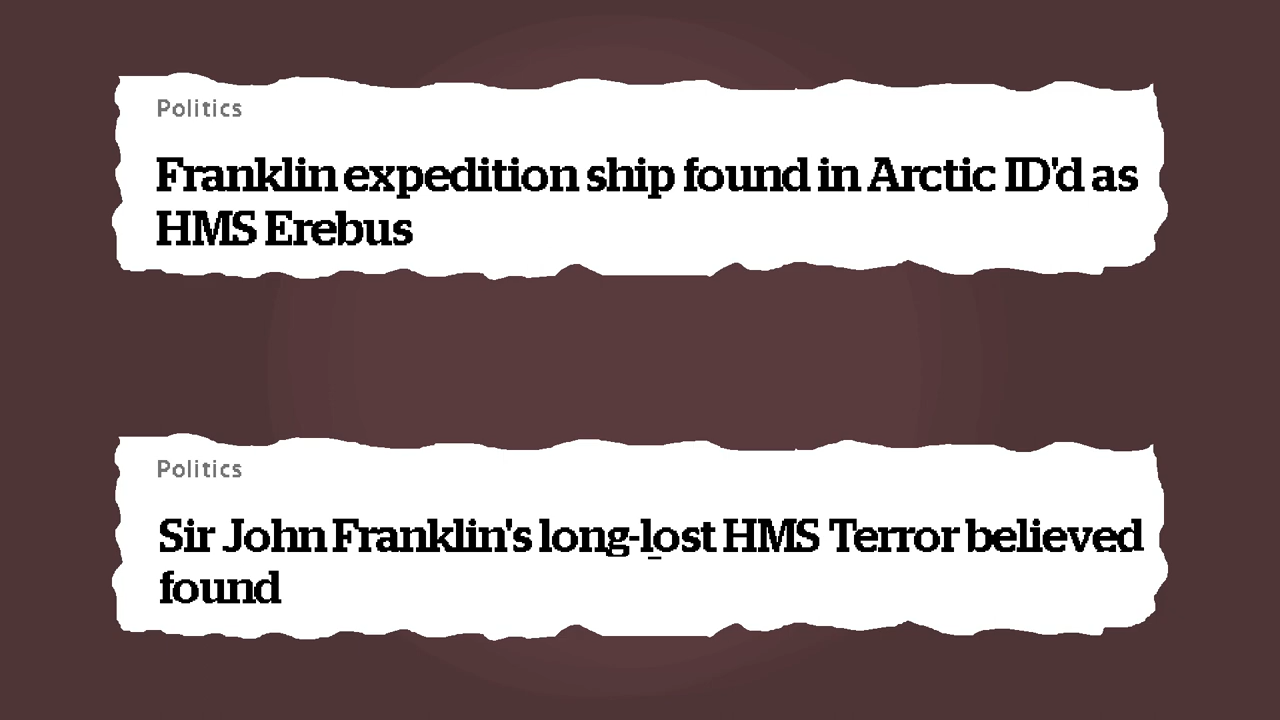 Politics
Franklin expedition ship found in Arctic ID'd as
HMS Erebus
Politics
Sir John Franklin's long-lost HMS Terror believed
found